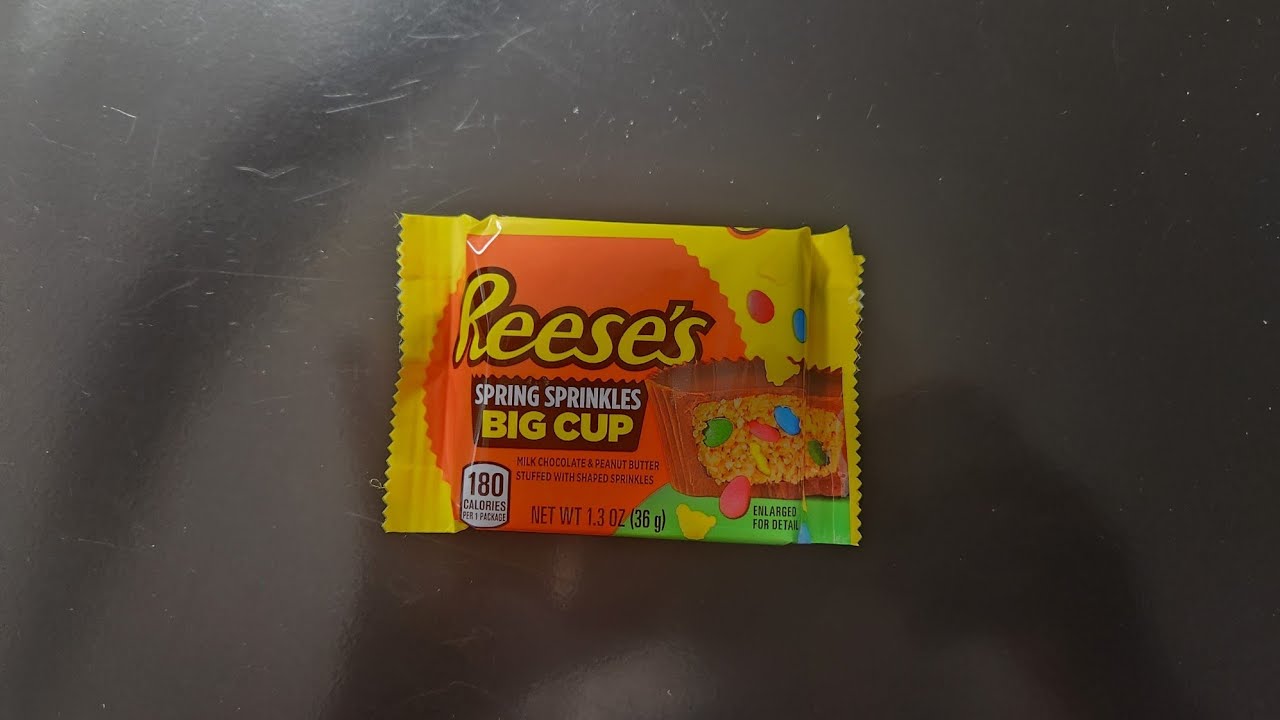 Reese's
SPRING SPRINKLES
BIG CUP
MILK CHOCOLATE & PEANUT BUTTER
STUFFED WITH SHAPED SPRINKLES
180
CALORIES
PER 1 PACKAGE
NET WT 1.3 OZ (36 g)
ENLARGED
FOR DETAIL